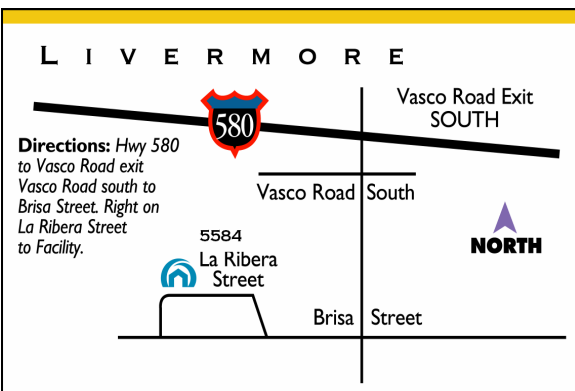 LIVERMORE
Vasco Road Exit
SOUTH
580
Directions: Hwy 580
to Vasco Road exit
Vasco Road south to
Brisa Street. Right on
La Ribera Street
to Facility.
Vasco Road South
NORTH
5584
La Ribera
Street
Brisa Street